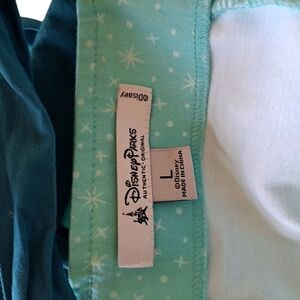 ©Disney
Disney Parks
AUTHENTIC ORIGINAL
L
©Disney
MADE IN CHINA